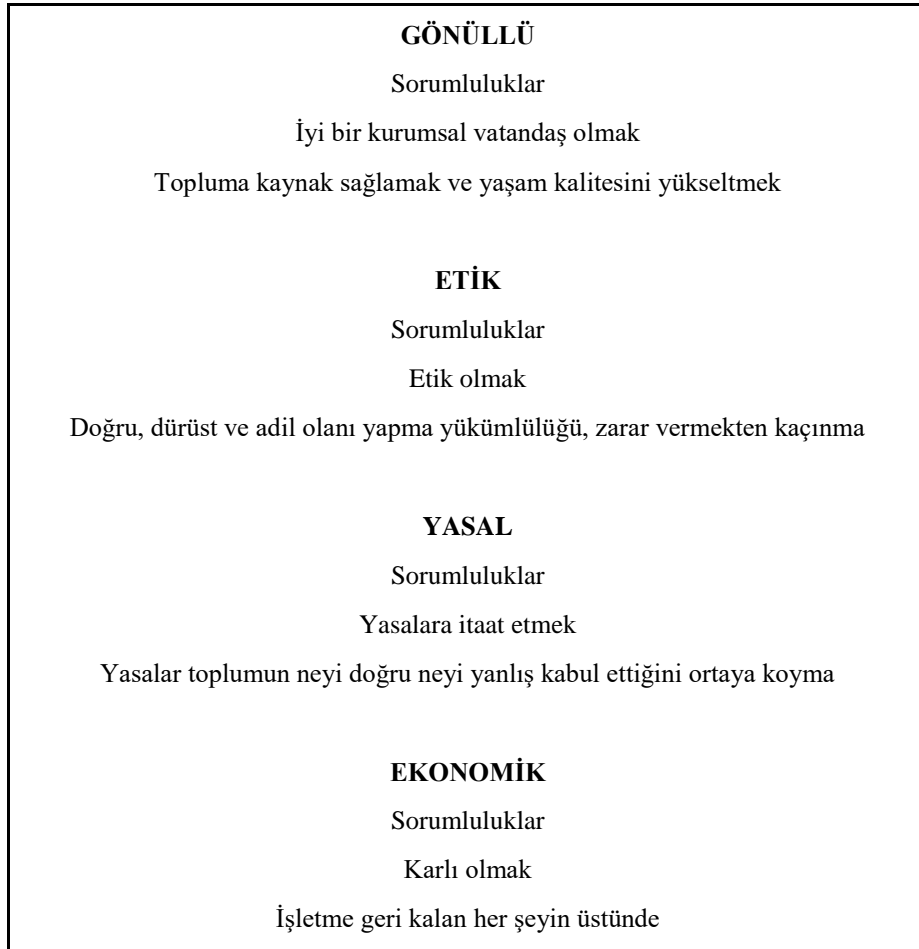 GÖNÜLLÜ
Sorumluluklar
İyi bir kurumsal vatandaş olmak
Topluma kaynak sağlamak ve yaşam kalitesini yükseltmek
ETİK
Sorumluluklar
Etik olmak
Doğru, dürüst ve adil olanı yapma yükümlülüğü, zarar vermekten kaçınma
YASAL
Sorumluluklar
Yasalara itaat etmek
Yasalar toplumun neyi doğru neyi yanlış kabul ettiğini ortaya koyma
EKONOMİK
Sorumluluklar
Karlı olmak
İşletme geri kalan her şeyin üstünde